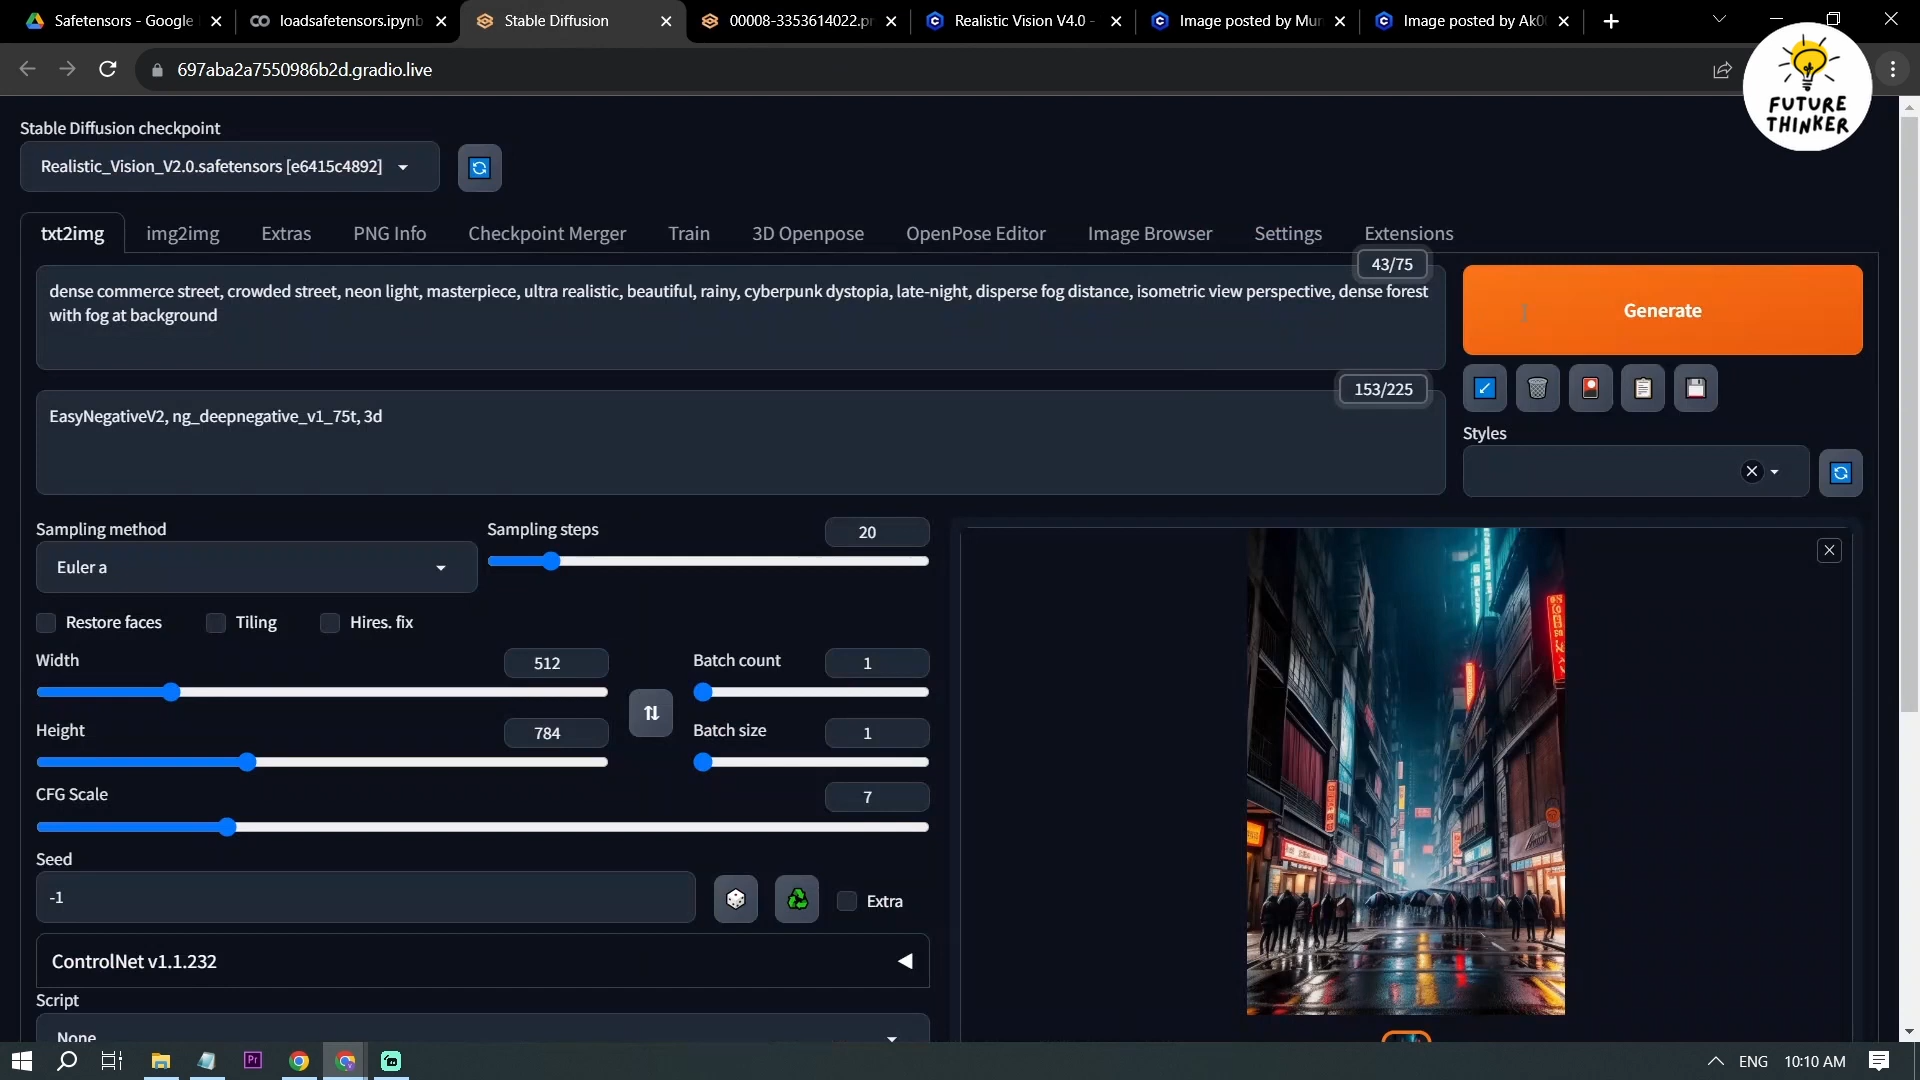 Safetensors - Google
loadsafetensors.ipynb
Stable Diffusion
00008-3353614022.pr
Realistic Vision V4.0 -
Image posted by Mur
Image posted by Ak0
697aba2a7550986b2d.gradio.live
FUTURE
THINKER
Stable Diffusion checkpoint
Realistic_Vision_V2.0.safetensors [e6415c4892]
txt2img
img2img
Extras
PNG Info
Checkpoint Merger
Train
3D Openpose
OpenPose Editor
Image Browser
Settings
Extensions
43/75
dense commerce street, crowded street, neon light, masterpiece, ultra realistic, beautiful, rainy, cyberpunk dystopia, late-night, disperse fog distance, isometric view perspective, dense forest
with fog at background
Generate
153/225
EasyNegativeV2, ng_deepnegative_v1_75t, 3d
Styles
Sampling method
Euler a
Sampling steps
20
Restore faces
Tiling
Hires. fix
Width
512
Batch count
1
Height
784
Batch size
1
CFG Scale
7
Seed
-1
Extra
ControlNet v1.1.232
Script
None
Pr
ENG
10:10 AM